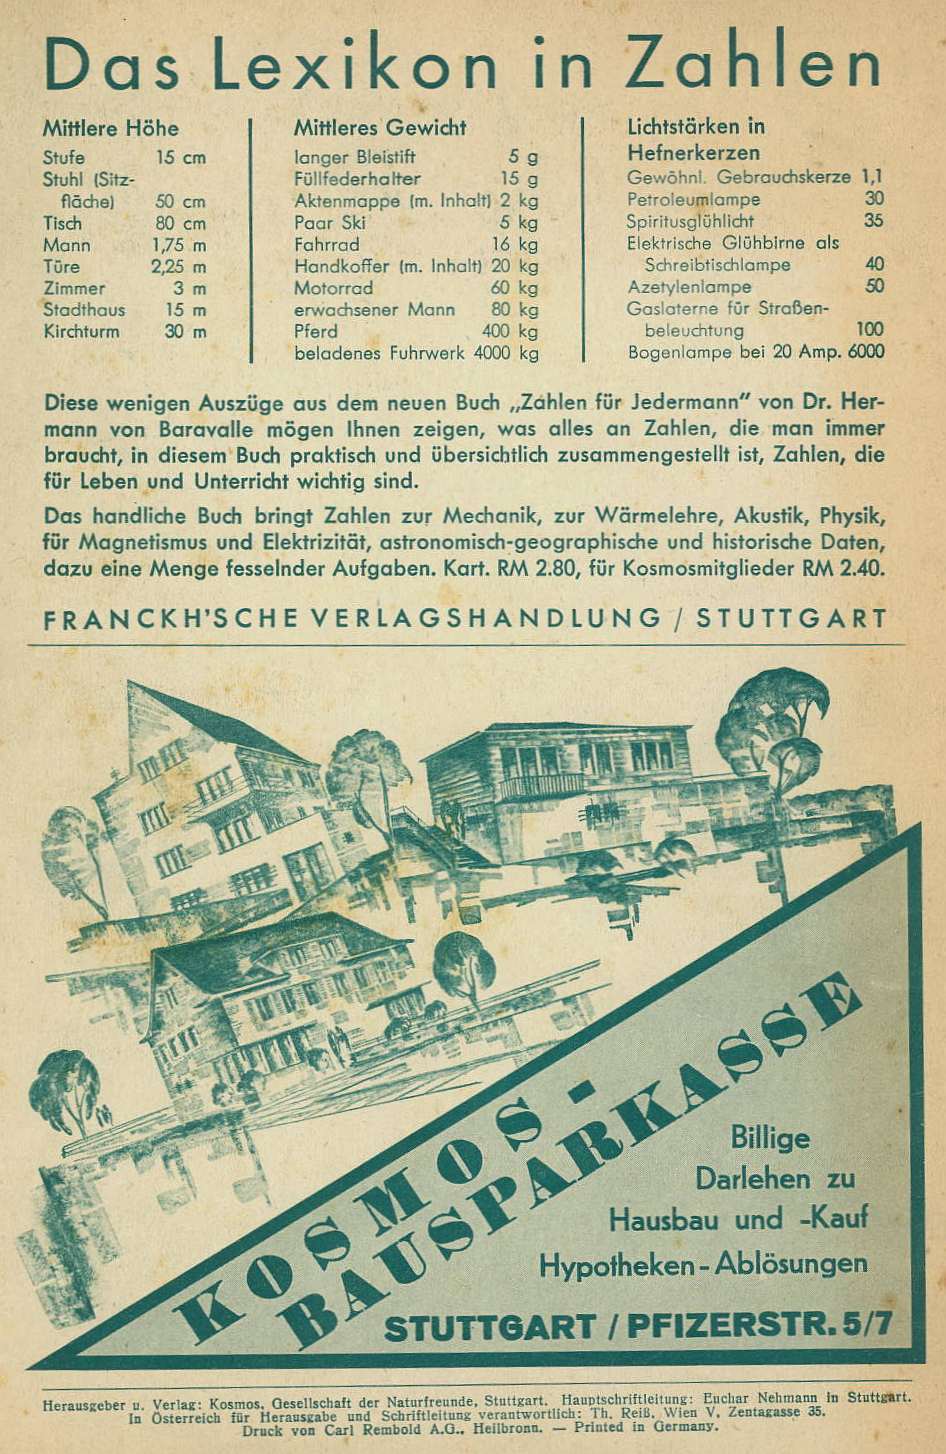 Das Lexikon in Zahlen
Mittlere Höhe
Stufe 15 cm
Stuhl (Sitz-
fläche) 50 cm
Tisch 80 cm
Mann 1,75 m
Türe 2,25 m
Zimmer 3 m
Stadthaus 15 m
Kirchturm 30 m
Mittleres Gewicht
langer Bleistift 5 g
Füllfederhalter 15 g
Aktenmappe (m. Inhalt) 2 kg
Paar Ski 5 kg
Fahrrad 16 kg
Handkoffer (m. Inhalt) 20 kg
Motorrad 60 kg
erwachsener Mann 80 kg
Pferd 400 kg
beladenes Fuhrwerk 4000 kg
Lichtstärken in
Hefnerkerzen
Gewöhnl. Gebrauchskerze 1,1
Petroleumlampe 30
Spiritusglühlicht 35
Elektrische Glühbirne als
Schreibtischlampe 40
Azetylenlampe 50
Gaslaterne für Straßen-
beleuchtung 100
Bogenlampe bei 20 Amp. 6000
Diese wenigen Auszüge aus dem neuen Buch „Zahlen für Jedermann" von Dr. Her-
mann von Baravalle mögen Ihnen zeigen, was alles an Zahlen, die man immer
braucht, in diesem Buch praktisch und übersichtlich zusammengestellt ist, Zahlen, die
für Leben und Unterricht wichtig sind.
Das handliche Buch bringt Zahlen zur Mechanik, zur Wärmelehre, Akustik, Physik,
für Magnetismus und Elektrizität, astronomisch-geographische und historische Daten,
dazu eine Menge fesselnder Aufgaben. Kart. RM 2.80, für Kosmosmitglieder RM 2.40.
FRANCKH'SCHE VERLAGSHANDLUNG / STUTTGART
KOSMOS-
BAUSPARKASSE
Billige
Darlehen zu
Hausbau und -Kauf
Hypotheken-Ablösungen
STUTTGART / PFIZERSTR. 5/7
Herausgeber u. Verlag: Kosmos, Gesellschaft der Naturfreunde, Stuttgart. Hauptschriftleitung: Euchar Nehmann in Stuttgart.
In Österreich für Herausgabe und Schriftleitung verantwortlich: Th. Reiß, Wien V, Zentagasse 35.
Druck von Carl Rembold A.G., Heilbronn. — Printed in Germany.